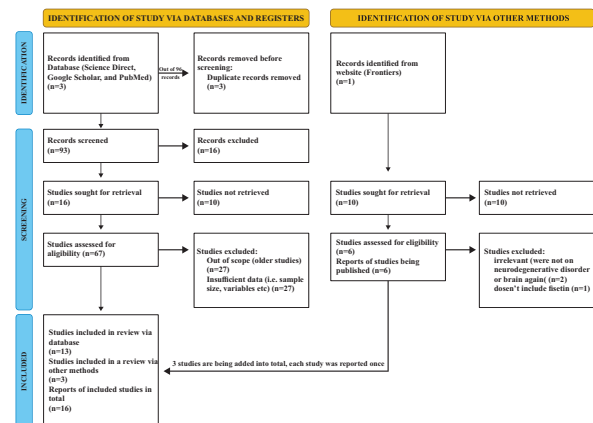 IDENTIFICATION OF STUDY VIA DATABASES AND REGISTERS
IDENTIFICATION OF STUDY VIA OTHER METHODS
IDENTIFICATION
Records identified from
Database (Science Direct,
Google Scholar, and PubMed)
(n=3)
Out of 96
records
Records removed before
screening:
Duplicate records removed
(n=3)
Records identified from
website (Frontiers)
(n=1)
SCREENING
Records screened
(n=93)
Records excluded
(n=16)
Studies sought for retrieval
(n=16)
Studies not retrieved
(n=10)
Studies sought for retrieval
(n=10)
Studies not retrieved
(n=10)
Studies assessed for
aligibility (n=67)
Studies excluded:
Out of scope (older studies)
(n=27)
Insufficient data (i.e. sample
size, variables etc) (n=27)
Studies assessed for eligibility
(n=6)
Reports of studies being
published (n=6)
Studies excluded:
irrelevant (were not on
neurodegenerative disorder
or brain again( (n=2)
dosen't include fisetin (n=1)
INCLUDED
Studies included in review via
database
(n=13)
Studies included in a review via
other methods
(n=3)
Reports of included studies in
total
(n=16)
3 studies are being added into total, each study was reported once